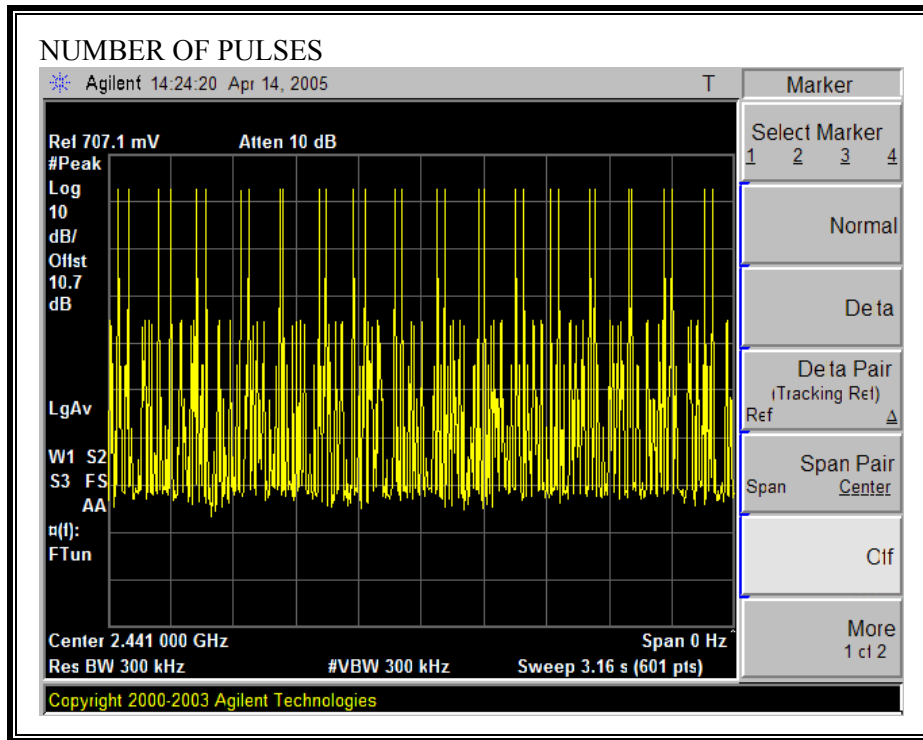 NUMBER OF PULSES
Agilent 14:24:20 Apr 14, 2005 T
Marker
Ref 707.1 mV Atten 10 dB
#Peak
Log
10
dB/
Offst
10.7
dB
LgAv
W1 S2
S3 FS
AA
¤(f):
FTun
Center 2.441 000 GHz Span 0 Hz^
Res BW 300 kHz #VBW 300 kHz Sweep 3.16 s (601 pts)
Select Marker
1 2 3 4
Normal
Delta
Delta Pair
(Tracking Ref)
Ref Δ
Span Pair
Span Center
Off
More
1 of 2
Copyright 2000-2003 Agilent Technologies